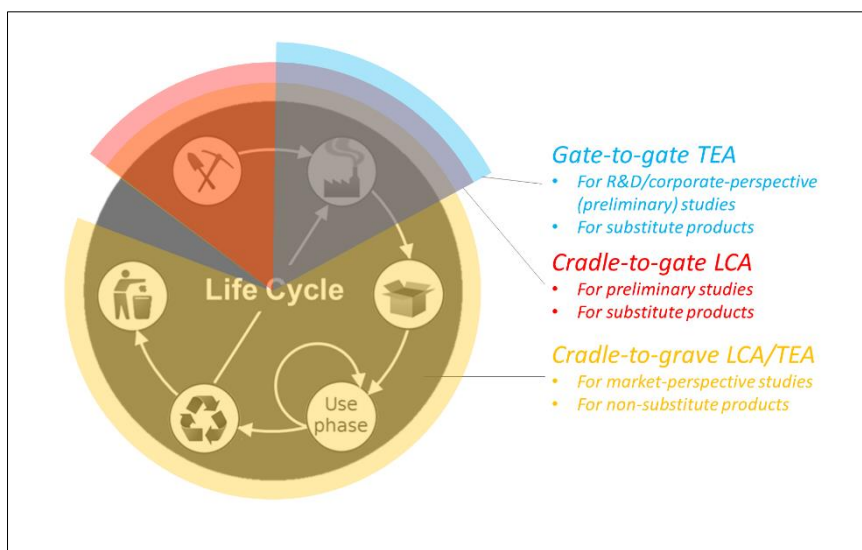 Gate-to-gate TEA
• For R&D/corporate-perspective
(preliminary) studies
• For substitute products
Cradle-to-gate LCA
• For preliminary studies
• For substitute products
Cradle-to-grave LCA/TEA
• For market-perspective studies
• For non-substitute products
Life Cycle
Use
phase